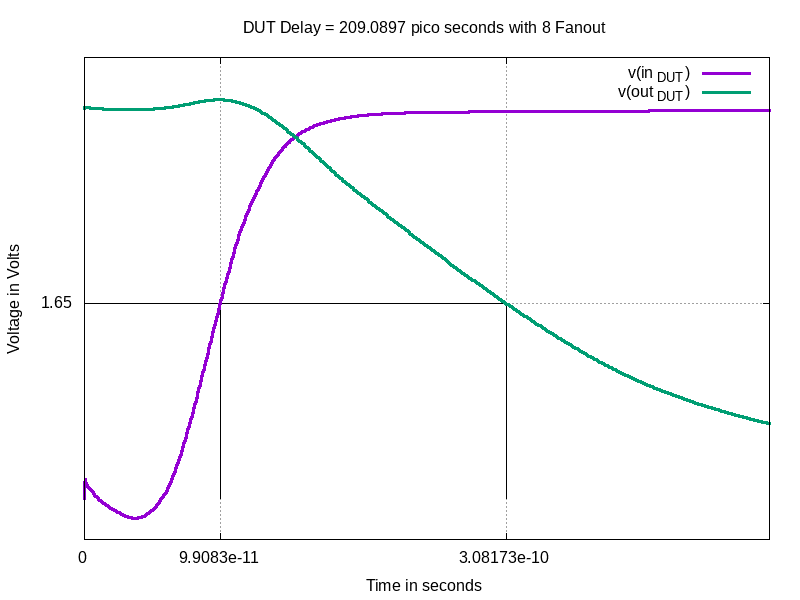 DUT Delay = 209.0897 pico seconds with 8 Fanout
v(in DUT)
v(out DUT)
Voltage in Volts
1.65
0
9.9083e-11
3.08173e-10
Time in seconds